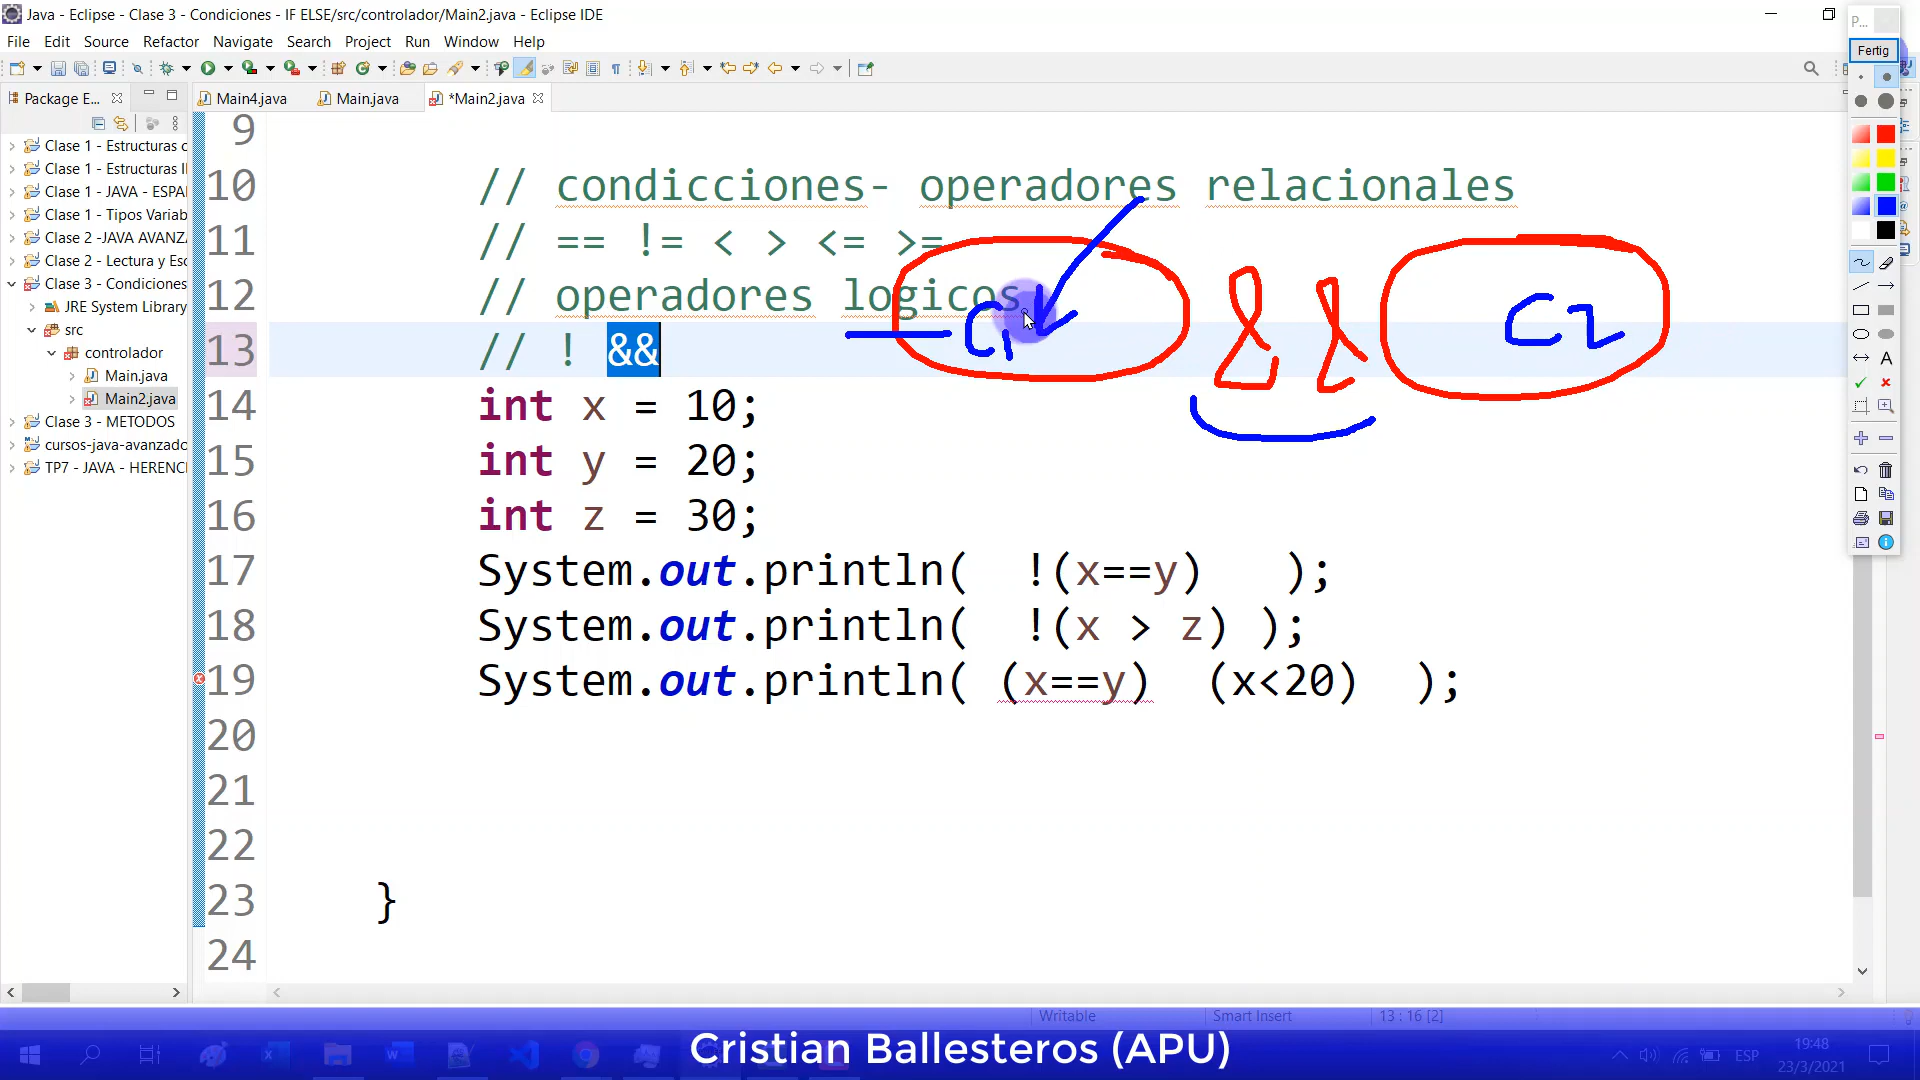 Java - Eclipse - Clase 3 - Condiciones - IF ELSE/src/controlador/Main2.java - Eclipse IDE
File Edit Source Refactor Navigate Search Project Run Window Help
P...
Fertig
Package E...
Main4.java
Main.java
*Main2.java
Clase 1 - Estructuras c
Clase 1 - Estructuras I
Clase 1 - JAVA - ESPA
Clase 1 - Tipos Variab
Clase 2 -JAVA AVANZA
Clase 2 - Lectura y Esc
Clase 3 - Condiciones
JRE System Library
src
controlador
Main.java
Main2.java
Clase 3 - METODOS
cursos-java-avanzado
TP7 - JAVA - HERENC
9
10 // condicciones- operadores relacionales
11 // == != < > <= >=
12 // operadores logicos
13 // ! &&
C1 && C2
14 int x = 10;
15 int y = 20;
16 int z = 30;
17 System.out.println( !(x==y) );
18 System.out.println( !(x > z) );
19 System.out.println( (x==y) (x<20) );
20
21
22
23 }
24
Writable
Smart Insert
13 : 16 [2]
Cristian Ballesteros (APU)
ESP
19:48
23/3/2021